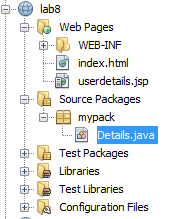 lab8
Web Pages
WEB-INF
index.html
userdetails.jsp
Source Packages
mypack
Details.java
Test Packages
Libraries
Test Libraries
Configuration Files